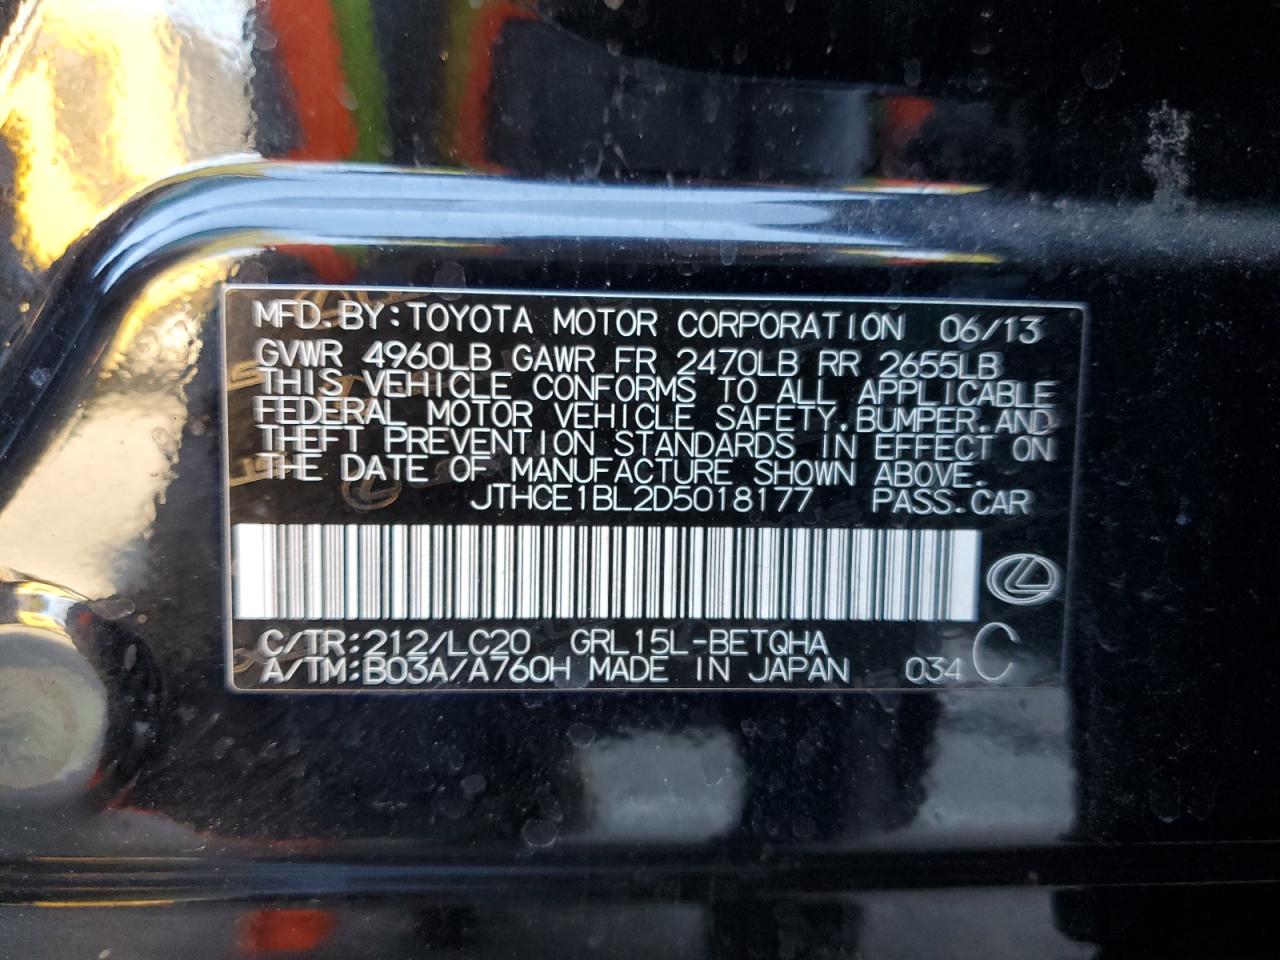 MFD.BY:TOYOTA MOTOR CORPORATION 06/13
GVWR 4960LB GAWR FR 2470LB RR 2655LB
THIS VEHICLE CONFORMS TO ALL APPLICABLE
FEDERAL MOTOR VEHICLE SAFETY.BUMPER.AND
THEFT PREVENTION STANDARDS IN EFFECT ON
THE DATE OF MANUFACTURE SHOWN ABOVE.
JTHCE1BL2D5018177 PASS.CAR
C/TR:212/LC20 GRL15L-BETQHA
A/TM:B03A/A760H MADE IN JAPAN 034 C